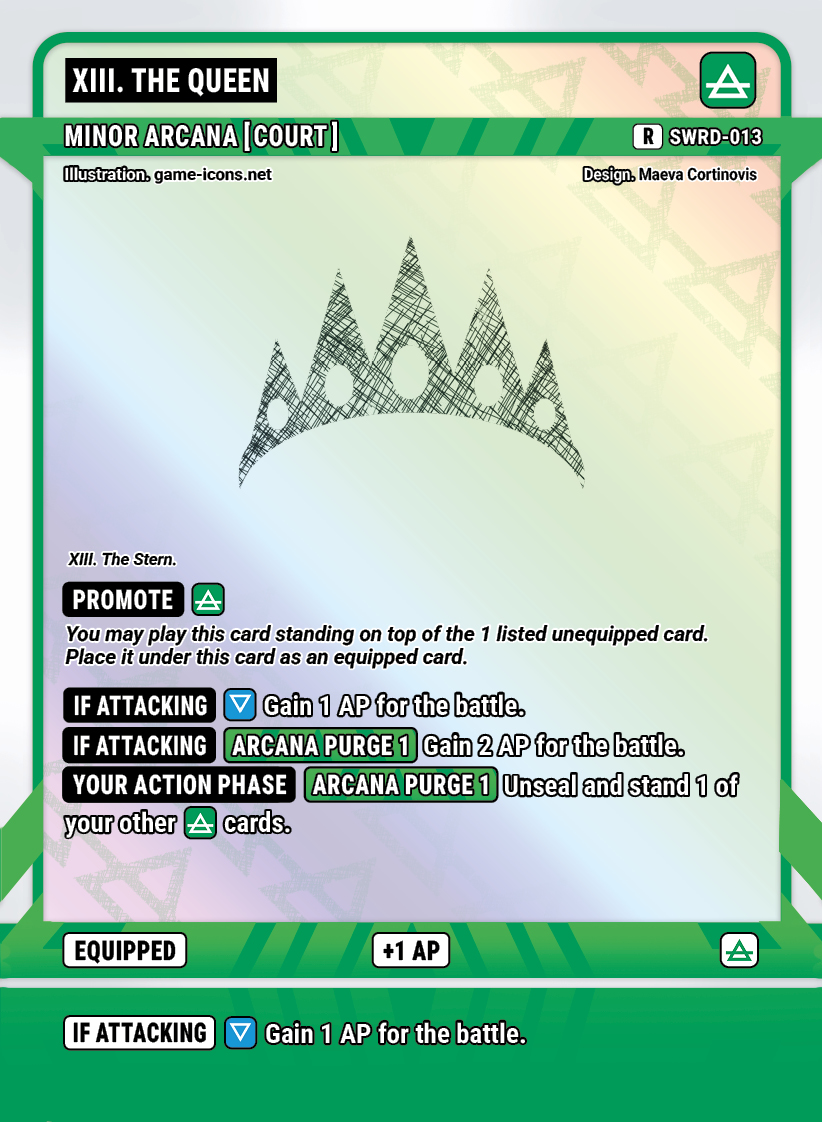 XIII. THE QUEEN
MINOR ARCANA [COURT]
R SWRD-013
Illustration. game-icons.net
Design. Maeva Cortinovis
XIII. The Stern.
PROMOTE
You may play this card standing on top of the 1 listed unequipped card.
Place it under this card as an equipped card.
IF ATTACKING Gain 1 AP for the battle.
IF ATTACKING ARCANA PURGE 1 Gain 2 AP for the battle.
YOUR ACTION PHASE ARCANA PURGE 1 Unseal and stand 1 of
your other cards.
EQUIPPED
+1 AP
IF ATTACKING Gain 1 AP for the battle.